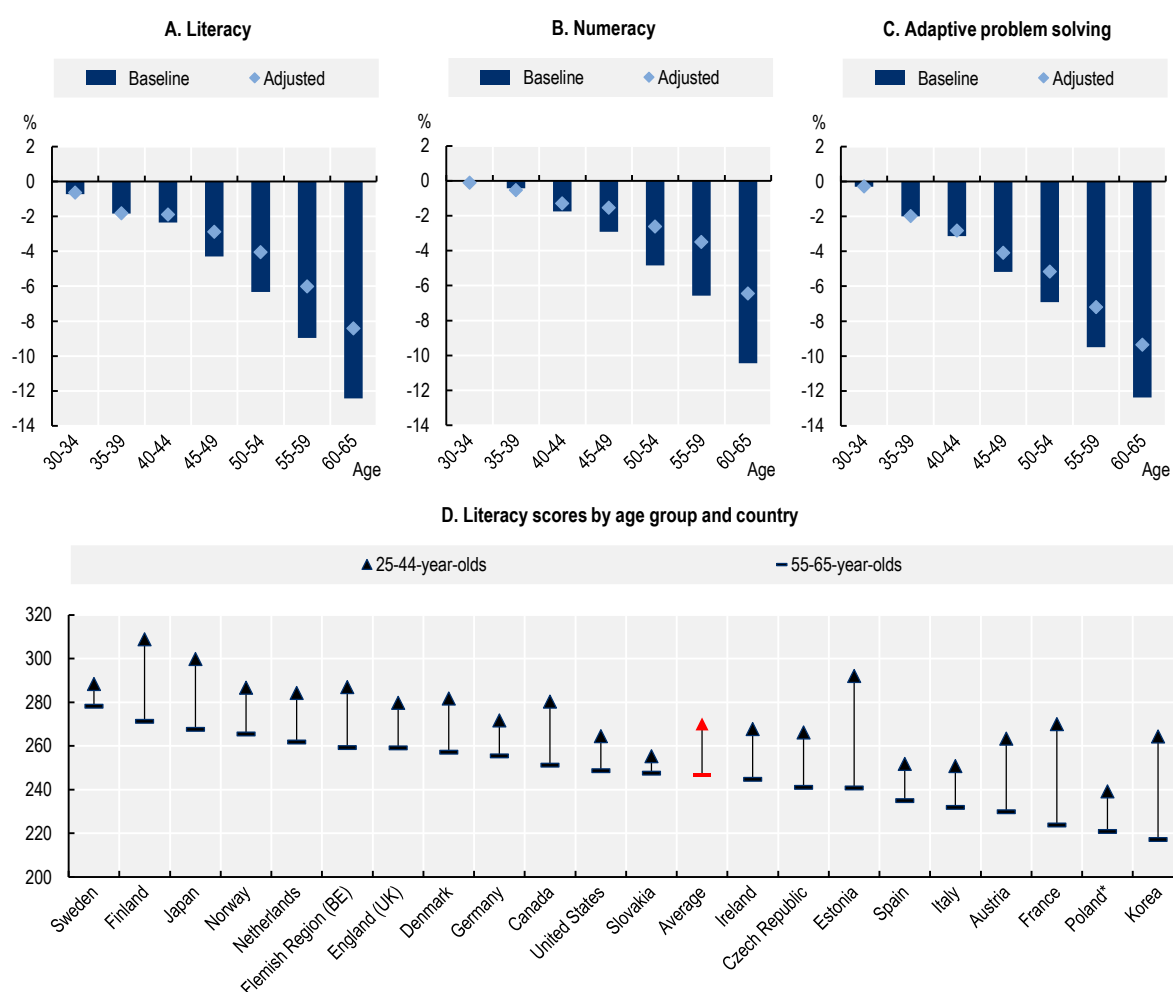 A. Literacy
Baseline Adjusted
%
2
0
-2
-4
-6
-8
-10
-12
-14
30-34 35-39 40-44 45-49 50-54 55-59 60-65
Age
B. Numeracy
Baseline Adjusted
%
2
0
-2
-4
-6
-8
-10
-12
-14
30-34 35-39 40-44 45-49 50-54 55-59 60-65
Age
C. Adaptive problem solving
Baseline Adjusted
%
2
0
-2
-4
-6
-8
-10
-12
-14
30-34 35-39 40-44 45-49 50-54 55-59 60-65
Age
D. Literacy scores by age group and country
25-44-year-olds 55-65-year-olds
320
300
280
260
240
220
200
Sweden Finland Japan Norway Netherlands Flemish Region (BE) England (UK) Denmark Germany Canada United States Slovakia Average Ireland Czech Republic Estonia Spain Italy Austria France Poland* Korea